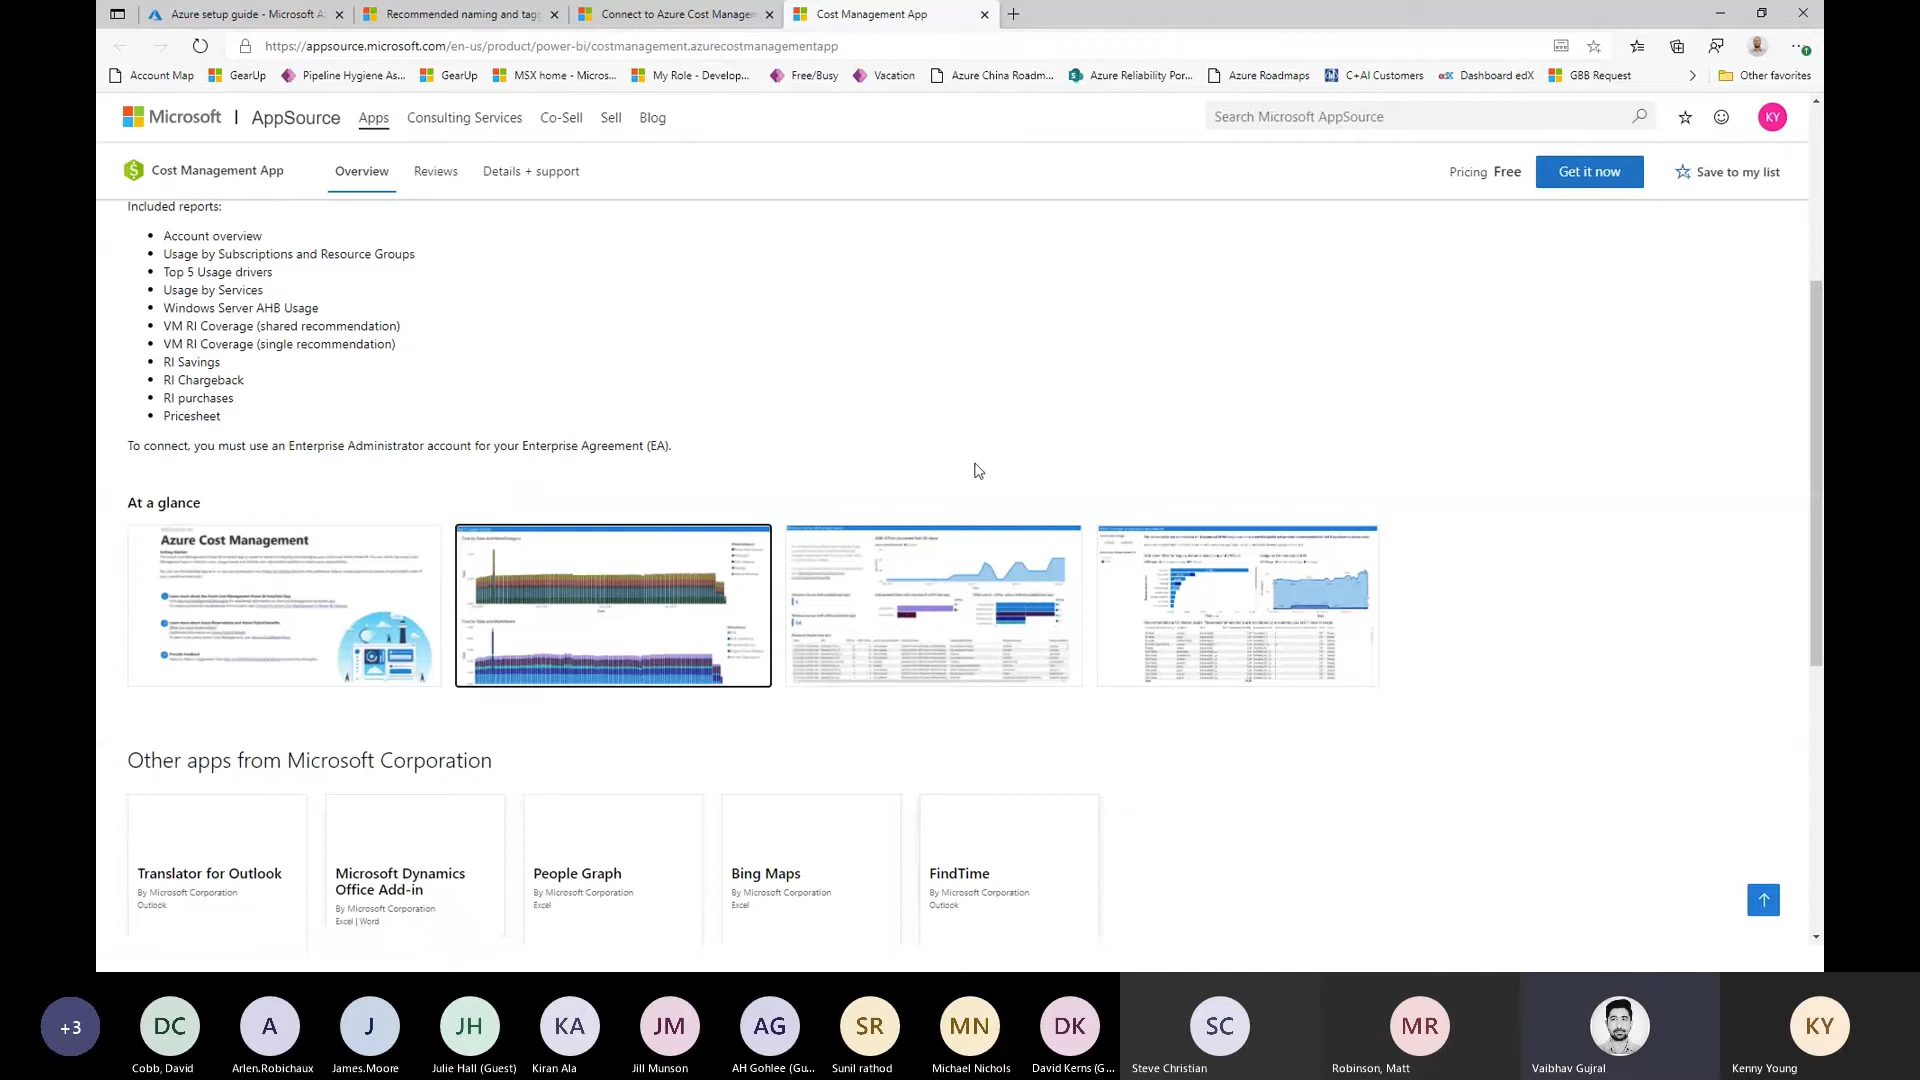 Azure setup guide - Microsoft A
Recommended naming and tagg
Connect to Azure Cost Managem
Cost Management App
https://appsource.microsoft.com/en-us/product/power-bi/costmanagement.azurecostmanagementapp
Account Map
GearUp
Pipeline Hygiene As...
GearUp
MSX home - Micros...
My Role - Develop...
Free/Busy
Vacation
Azure China Roadm...
Azure Reliability Por...
Azure Roadmaps
C+AI Customers
Dashboard edX
GBB Request
Other favorites
Microsoft | AppSource
Apps
Consulting Services
Co-Sell
Sell
Blog
Search Microsoft AppSource
KY
Cost Management App
Overview
Reviews
Details + support
Pricing Free
Get it now
Save to my list
Included reports:
• Account overview
• Usage by Subscriptions and Resource Groups
• Top 5 Usage drivers
• Usage by Services
• Windows Server AHB Usage
• VM RI Coverage (shared recommendation)
• VM RI Coverage (single recommendation)
• RI Savings
• RI Chargeback
• RI purchases
• Pricesheet
To connect, you must use an Enterprise Administrator account for your Enterprise Agreement (EA).
At a glance
Azure Cost Management
Other apps from Microsoft Corporation
Translator for Outlook
By Microsoft Corporation
Outlook
Microsoft Dynamics
Office Add-in
By Microsoft Corporation
Excel | Word
People Graph
By Microsoft Corporation
Excel
Bing Maps
By Microsoft Corporation
Excel
FindTime
By Microsoft Corporation
Outlook
+3
DC
Cobb, David
A
Arlen.Robichaux
J
James.Moore
JH
Julie Hall (Guest)
KA
Kiran Ala
JM
Jill Munson
AG
AH Gohlee (Gu...
SR
Sunil rathod
MN
Michael Nichols
DK
David Kerns (G...
SC
Steve Christian
MR
Robinson, Matt
Vaibhav Gujral
KY
Kenny Young